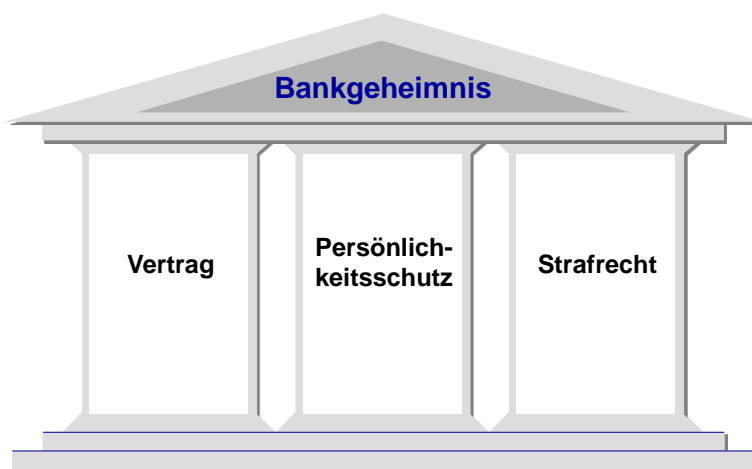 Bankgeheimnis
Vertrag
Persönlich-
keitsschutz
Strafrecht